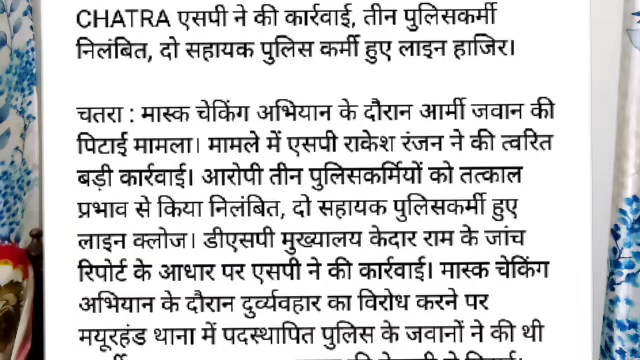 CHATRA एसपी ने की कार्रवाई, तीन पुलिसकर्मी
निलंबित, दो सहायक पुलिस कर्मी हुए लाइन हाजिर।
चतरा : मास्क चेकिंग अभियान के दौरान आर्मी जवान की
पिटाई मामला। मामले में एसपी राकेश रंजन ने की त्वरित
बड़ी कार्रवाई। आरोपी तीन पुलिसकर्मियों को तत्काल
प्रभाव से किया निलंबित, दो सहायक पुलिसकर्मी हुए
लाइन क्लोज। डीएसपी मुख्यालय केदार राम के जांच
रिपोर्ट के आधार पर एसपी ने की कार्रवाई। मास्क चेकिंग
अभियान के दौरान दुर्व्यवहार का विरोध करने पर
मयूरहंड थाना में पदस्थापित पुलिस के जवानों ने की थी